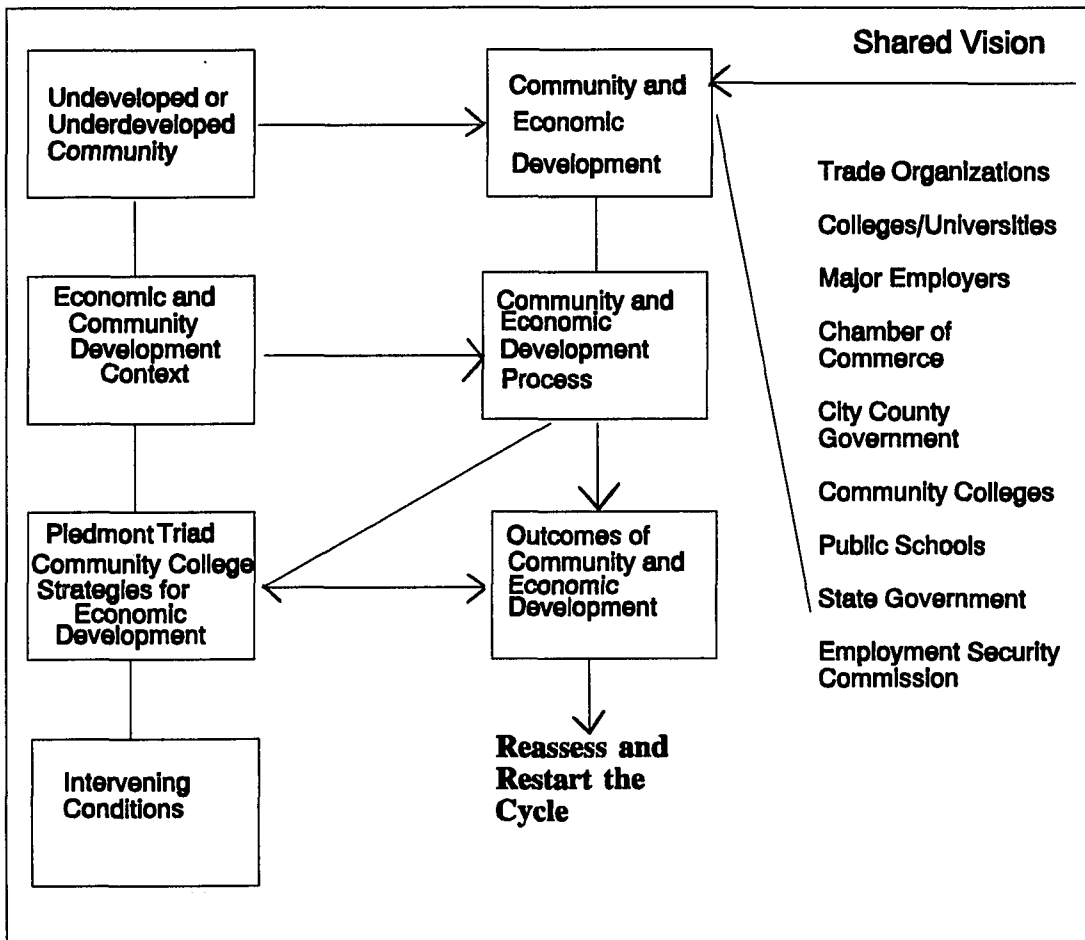 Shared Vision
Undeveloped or
Underdeveloped
Community
Community and
Economic
Development
Trade Organizations
Colleges/Universities
Major Employers
Chamber of
Commerce
City County
Government
Community Colleges
Public Schools
State Government
Employment Security
Commission
Economic and
Community
Development
Context
Community and
Economic
Development
Process
Piedmont Triad
Community College
Strategies for
Economic
Development
Outcomes of
Community and
Economic
Development
Intervening
Conditions
Reassess and
Restart the
Cycle